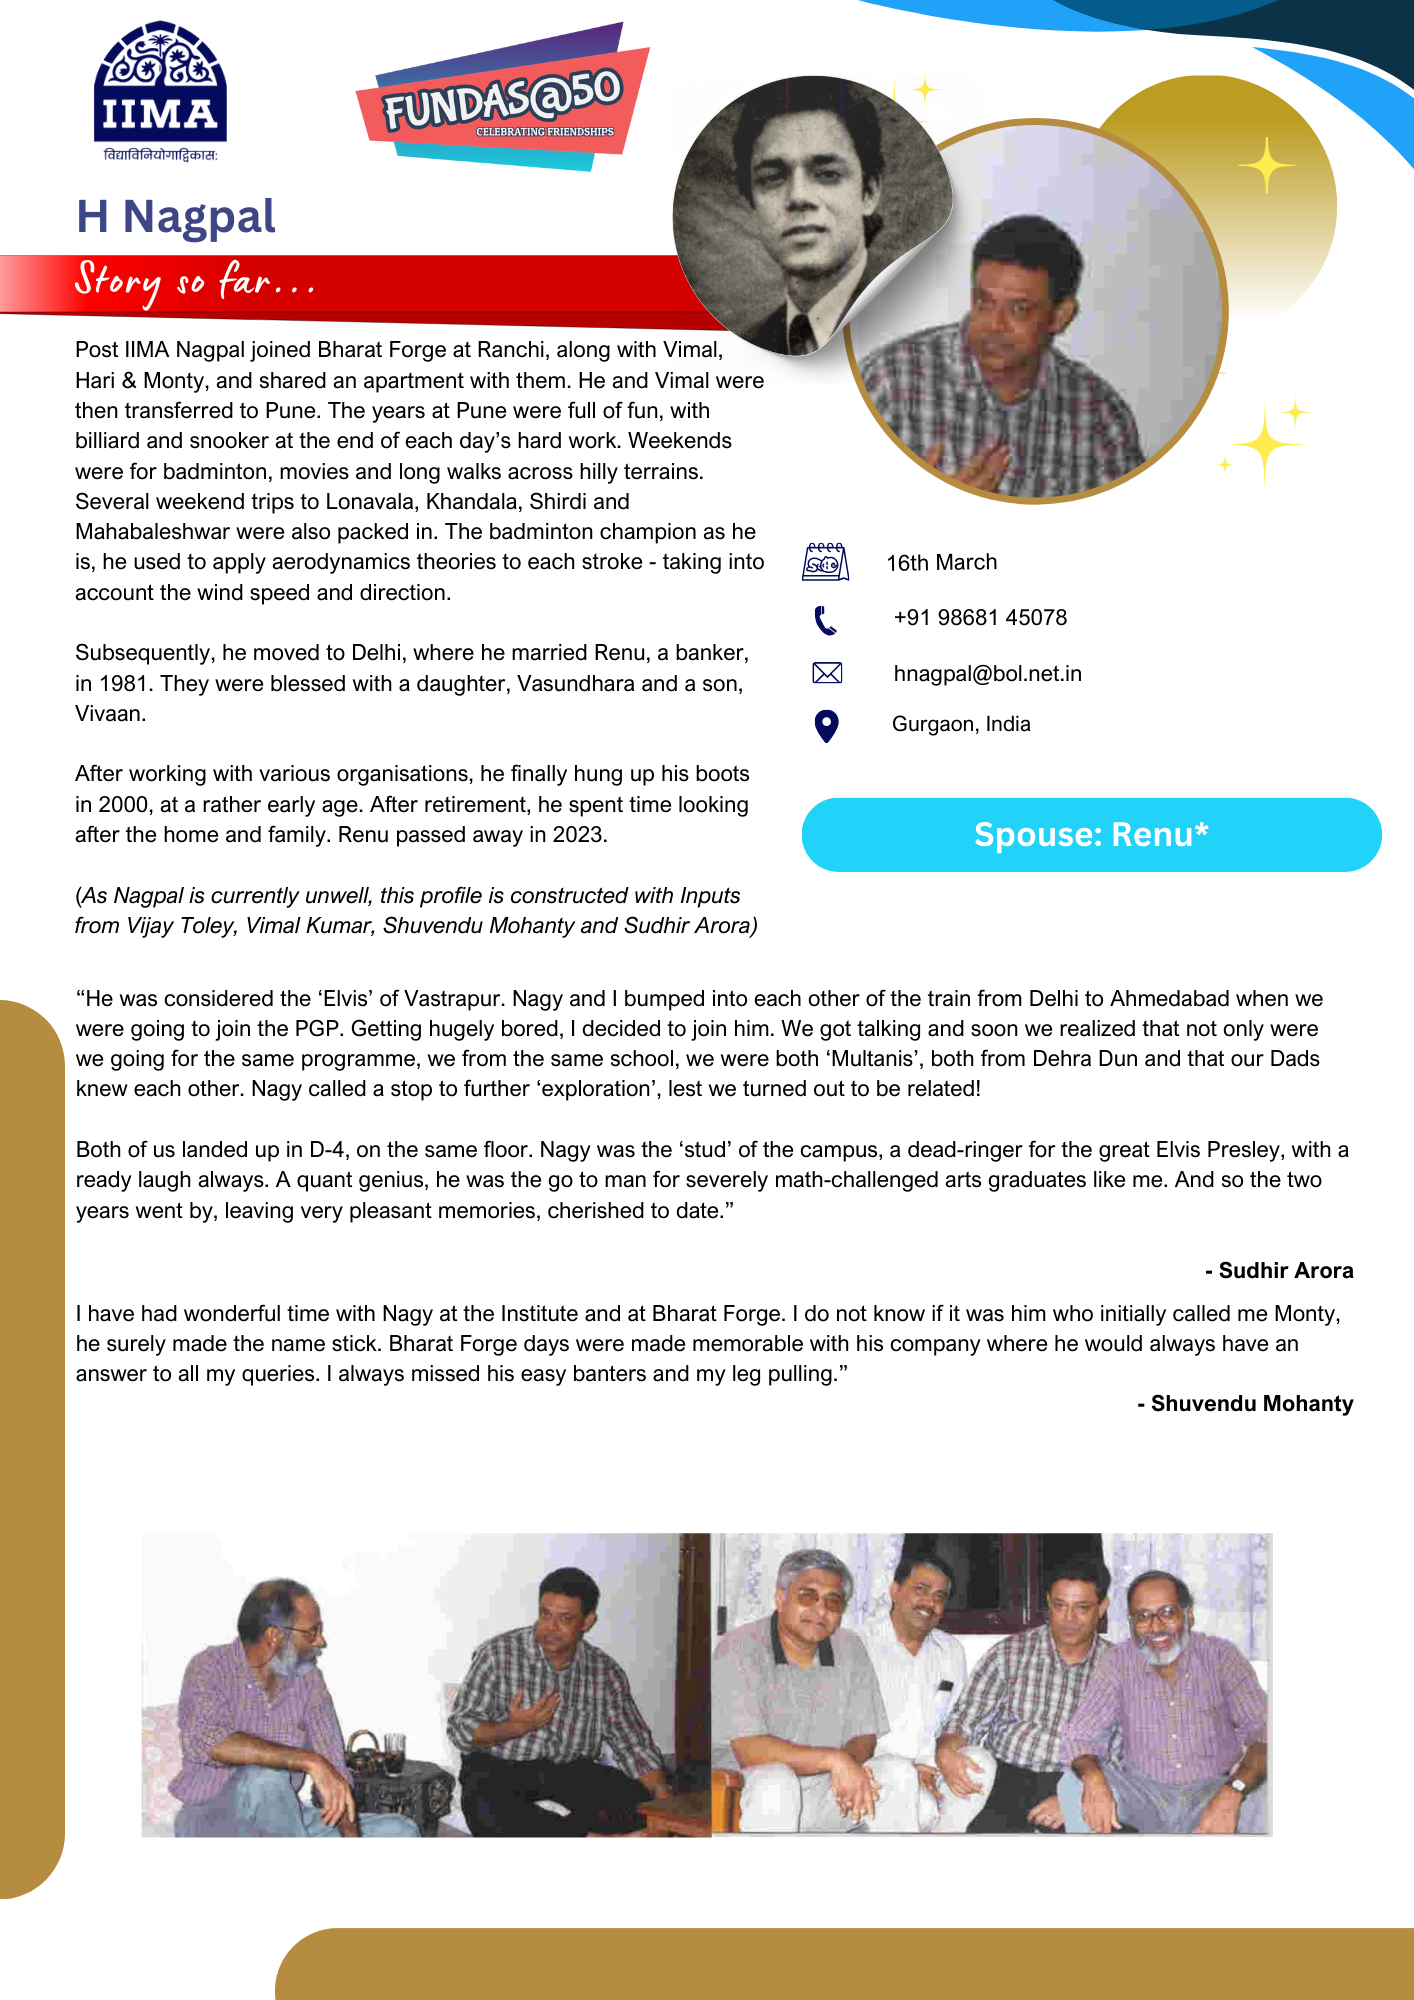 IIMA
विद्याविनियोगाद्विकास:
FUNDAS@50
CELEBRATING FRIENDSHIPS
H Nagpal
Story so far...
Post IIMA Nagpal joined Bharat Forge at Ranchi, along with Vimal,
Hari & Monty, and shared an apartment with them. He and Vimal were
then transferred to Pune. The years at Pune were full of fun, with
billiard and snooker at the end of each day’s hard work. Weekends
were for badminton, movies and long walks across hilly terrains.
Several weekend trips to Lonavala, Khandala, Shirdi and
Mahabaleshwar were also packed in. The badminton champion as he
is, he used to apply aerodynamics theories to each stroke - taking into
account the wind speed and direction.
Subsequently, he moved to Delhi, where he married Renu, a banker,
in 1981. They were blessed with a daughter, Vasundhara and a son,
Vivaan.
After working with various organisations, he finally hung up his boots
in 2000, at a rather early age. After retirement, he spent time looking
after the home and family. Renu passed away in 2023.
(As Nagpal is currently unwell, this profile is constructed with Inputs
from Vijay Toley, Vimal Kumar, Shuvendu Mohanty and Sudhir Arora)
16th March
+91 98681 45078
hnagpal@bol.net.in
Gurgaon, India
Spouse: Renu*
“He was considered the ‘Elvis’ of Vastrapur. Nagy and I bumped into each other of the train from Delhi to Ahmedabad when we
were going to join the PGP. Getting hugely bored, I decided to join him. We got talking and soon we realized that not only were
we going for the same programme, we from the same school, we were both ‘Multanis’, both from Dehra Dun and that our Dads
knew each other. Nagy called a stop to further ‘exploration’, lest we turned out to be related!
Both of us landed up in D-4, on the same floor. Nagy was the ‘stud’ of the campus, a dead-ringer for the great Elvis Presley, with a
ready laugh always. A quant genius, he was the go to man for severely math-challenged arts graduates like me. And so the two
years went by, leaving very pleasant memories, cherished to date.”
- Sudhir Arora
I have had wonderful time with Nagy at the Institute and at Bharat Forge. I do not know if it was him who initially called me Monty,
he surely made the name stick. Bharat Forge days were made memorable with his company where he would always have an
answer to all my queries. I always missed his easy banters and my leg pulling.”
- Shuvendu Mohanty